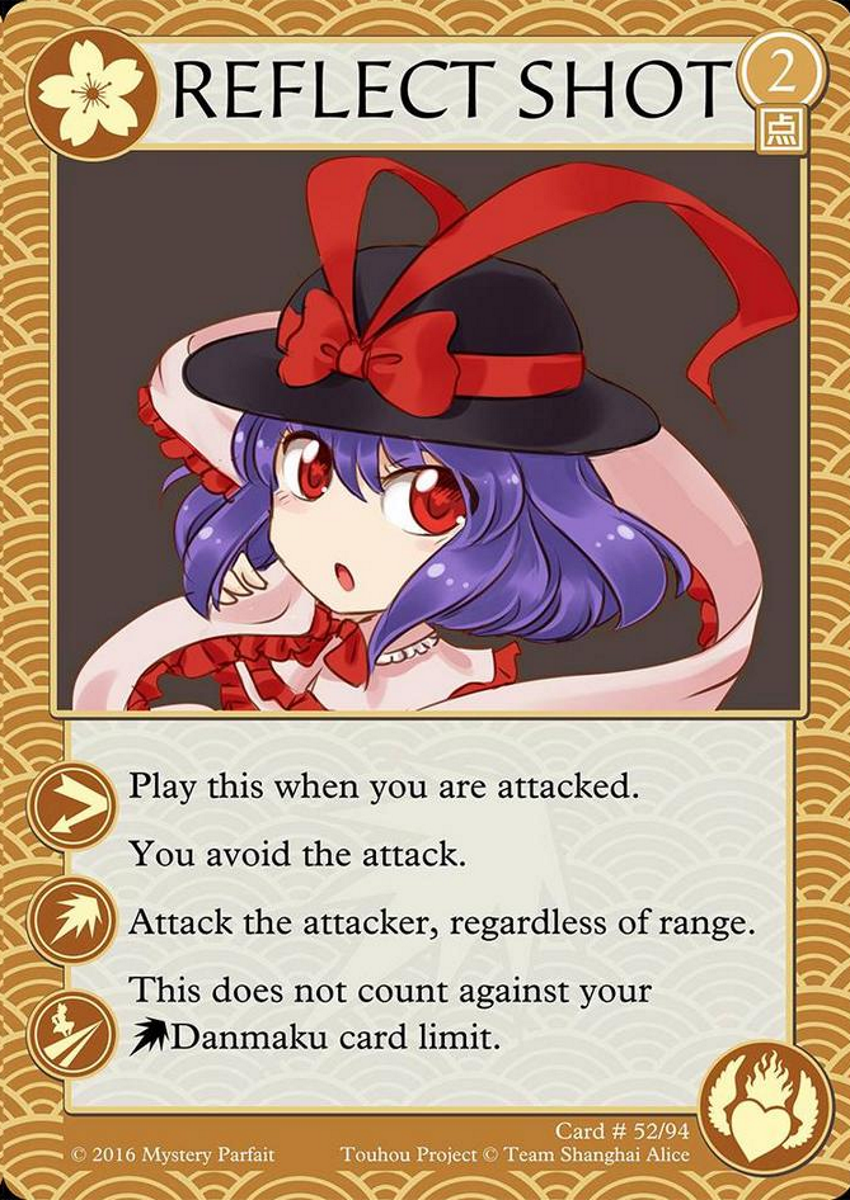 REFLECT SHOT
2
点
Play this when you are attacked.
You avoid the attack.
Attack the attacker, regardless of range.
This does not count against your
Danmaku card limit.
Card # 52/94
© 2016 Mystery Parfait
Touhou Project © Team Shanghai Alice